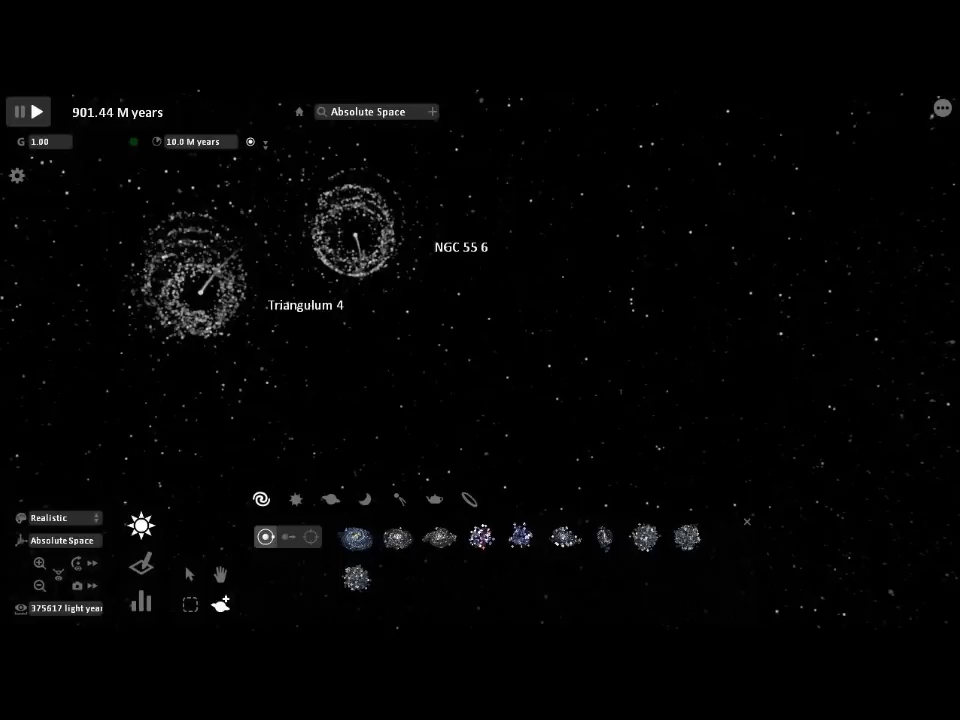 901.44 M years
Absolute Space
G 1.00
10.0 M years
NGC 55 6
Triangulum 4
Realistic
Absolute Space
375617 light year